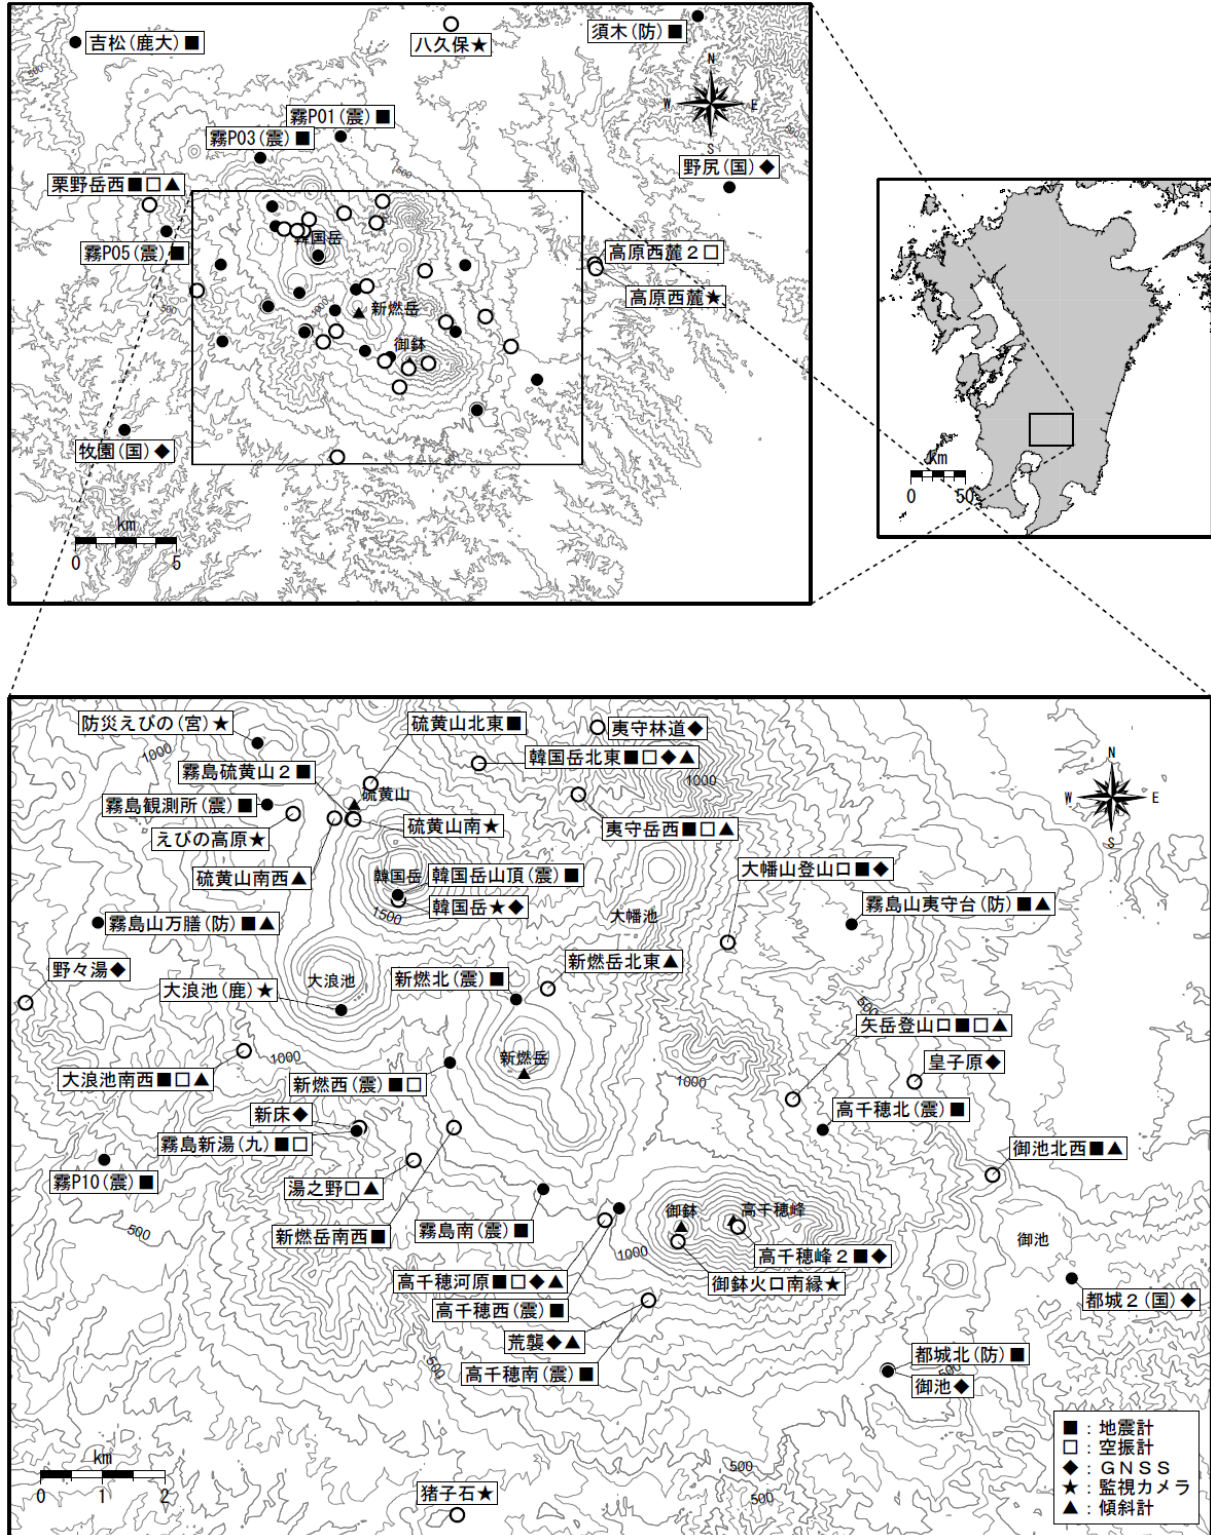 吉松(鹿大)■
八久保★
須木(防)■
N
W
E
S
500
霧P01(震)■
霧P03(震)■
野尻(国)◆
500
栗野岳西■□▲
韓国岳
霧P05(震)■
高原西麓2□
高原西麓★
500
1000
新燃岳
御鉢
牧園(国)◆
km
0 5
km
0 50
防災えびの(宮)★
硫黄山北東■
夷守林道◆
1000
韓国岳北東■□◆▲
霧島硫黄山2■
1000
硫黄山
霧島観測所(震)■
硫黄山南★
夷守岳西■□▲
えびの高原★
N
W
E
S
硫黄山南西▲
韓国岳
韓国岳山頂(震)■
大幡山登山口■◆
韓国岳★◆
1500
大幡池
霧島山万膳(防)■▲
霧島山夷守台(防)■▲
野々湯◆
大浪池
新燃北(震)■
新燃岳北東▲
大浪池(鹿)★
500
矢岳登山口■□▲
1000
新燃岳
大浪池南西■□▲
新燃西(震)■□
1000
皇子原◆
新床◆
高千穂北(震)■
霧島新湯(九)■□
御池北西■▲
霧P10(震)■
湯之野□▲
500
新燃岳南西■
霧島南(震)■
御鉢
高千穂峰
1000
高千穂峰2■◆
御池
高千穂河原■□◆▲
御鉢火口南縁★
高千穂西(震)■
都城2(国)◆
荒襲◆▲
高千穂南(震)■
500
都城北(防)■
500
御池◆
■：地震計
□：空振計
◆：GNSS
★：監視カメラ
▲：傾斜計
km
0 1 2
猪子石★
500
500